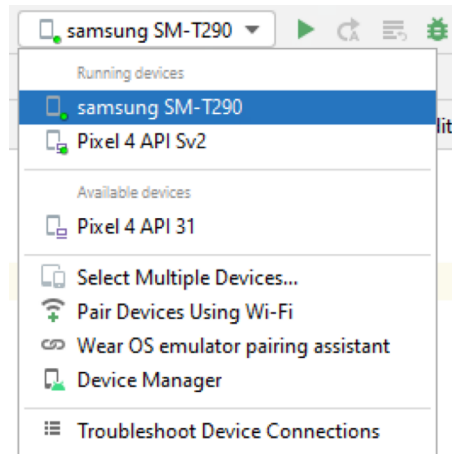 samsung SM-T290
Running devices
samsung SM-T290
Pixel 4 API Sv2
Available devices
Pixel 4 API 31
Select Multiple Devices...
Pair Devices Using Wi-Fi
Wear OS emulator pairing assistant
Device Manager
Troubleshoot Device Connections